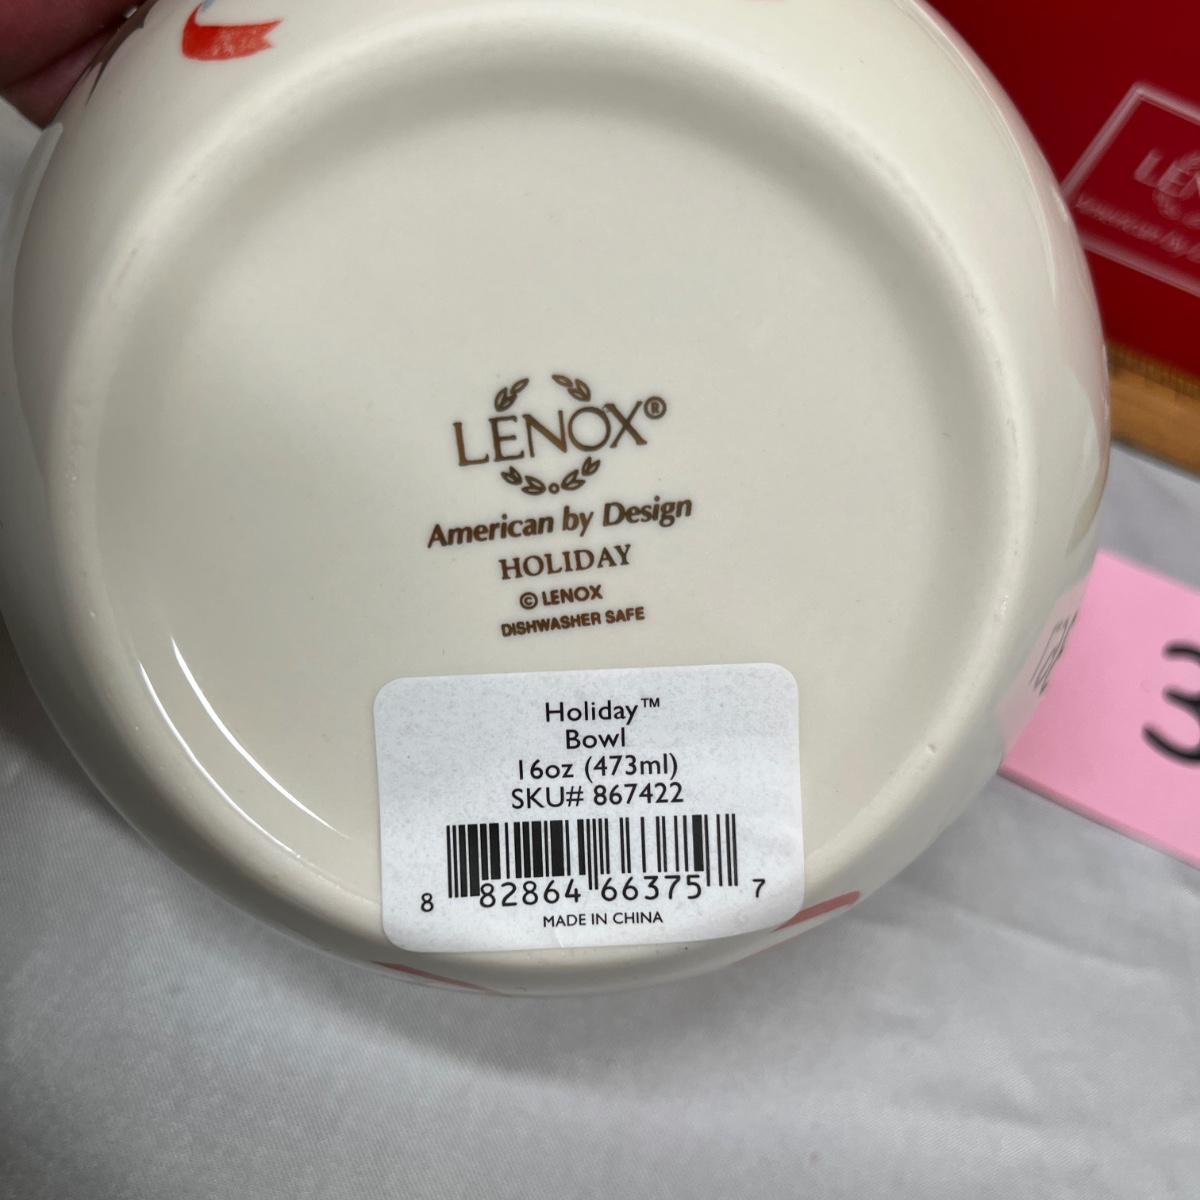 LENOX®
American by Design
HOLIDAY
© LENOX
DISHWASHER SAFE
Holiday™
Bowl
16oz (473ml)
SKU# 867422
8 82864 66375 7
MADE IN CHINA
3